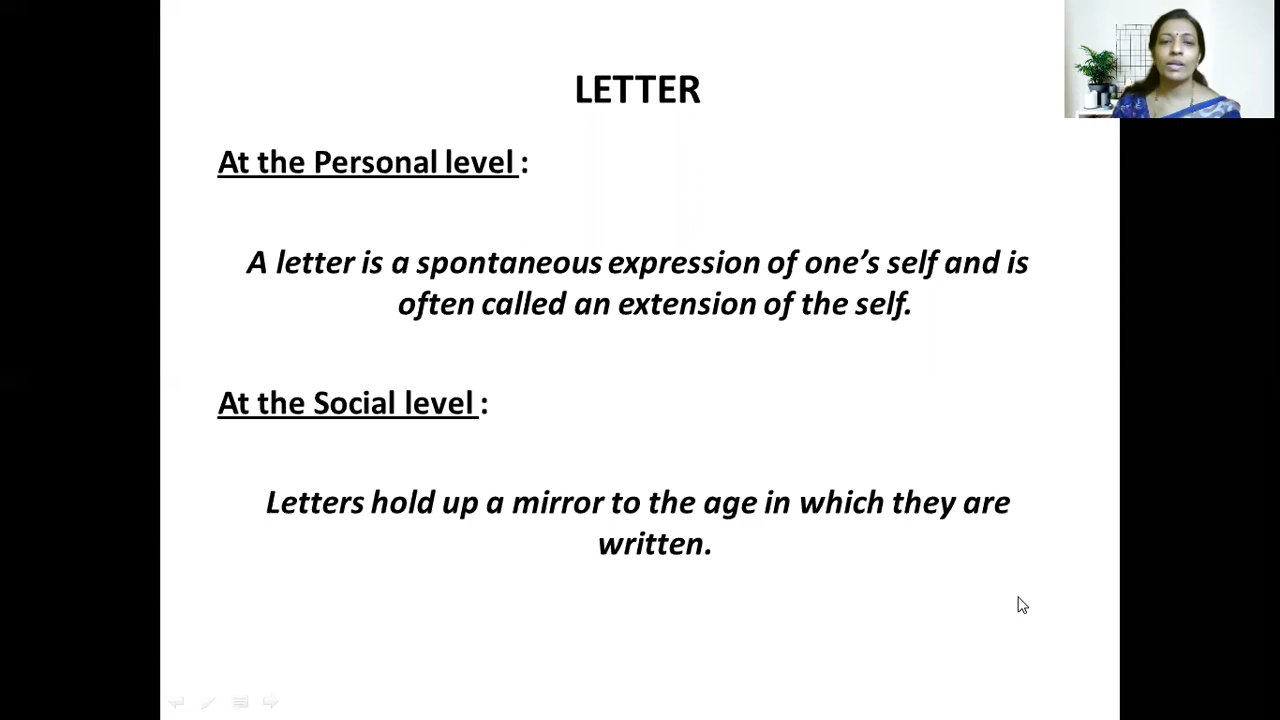 LETTER
At the Personal level :
A letter is a spontaneous expression of one’s self and is
often called an extension of the self.
At the Social level :
Letters hold up a mirror to the age in which they are
written.